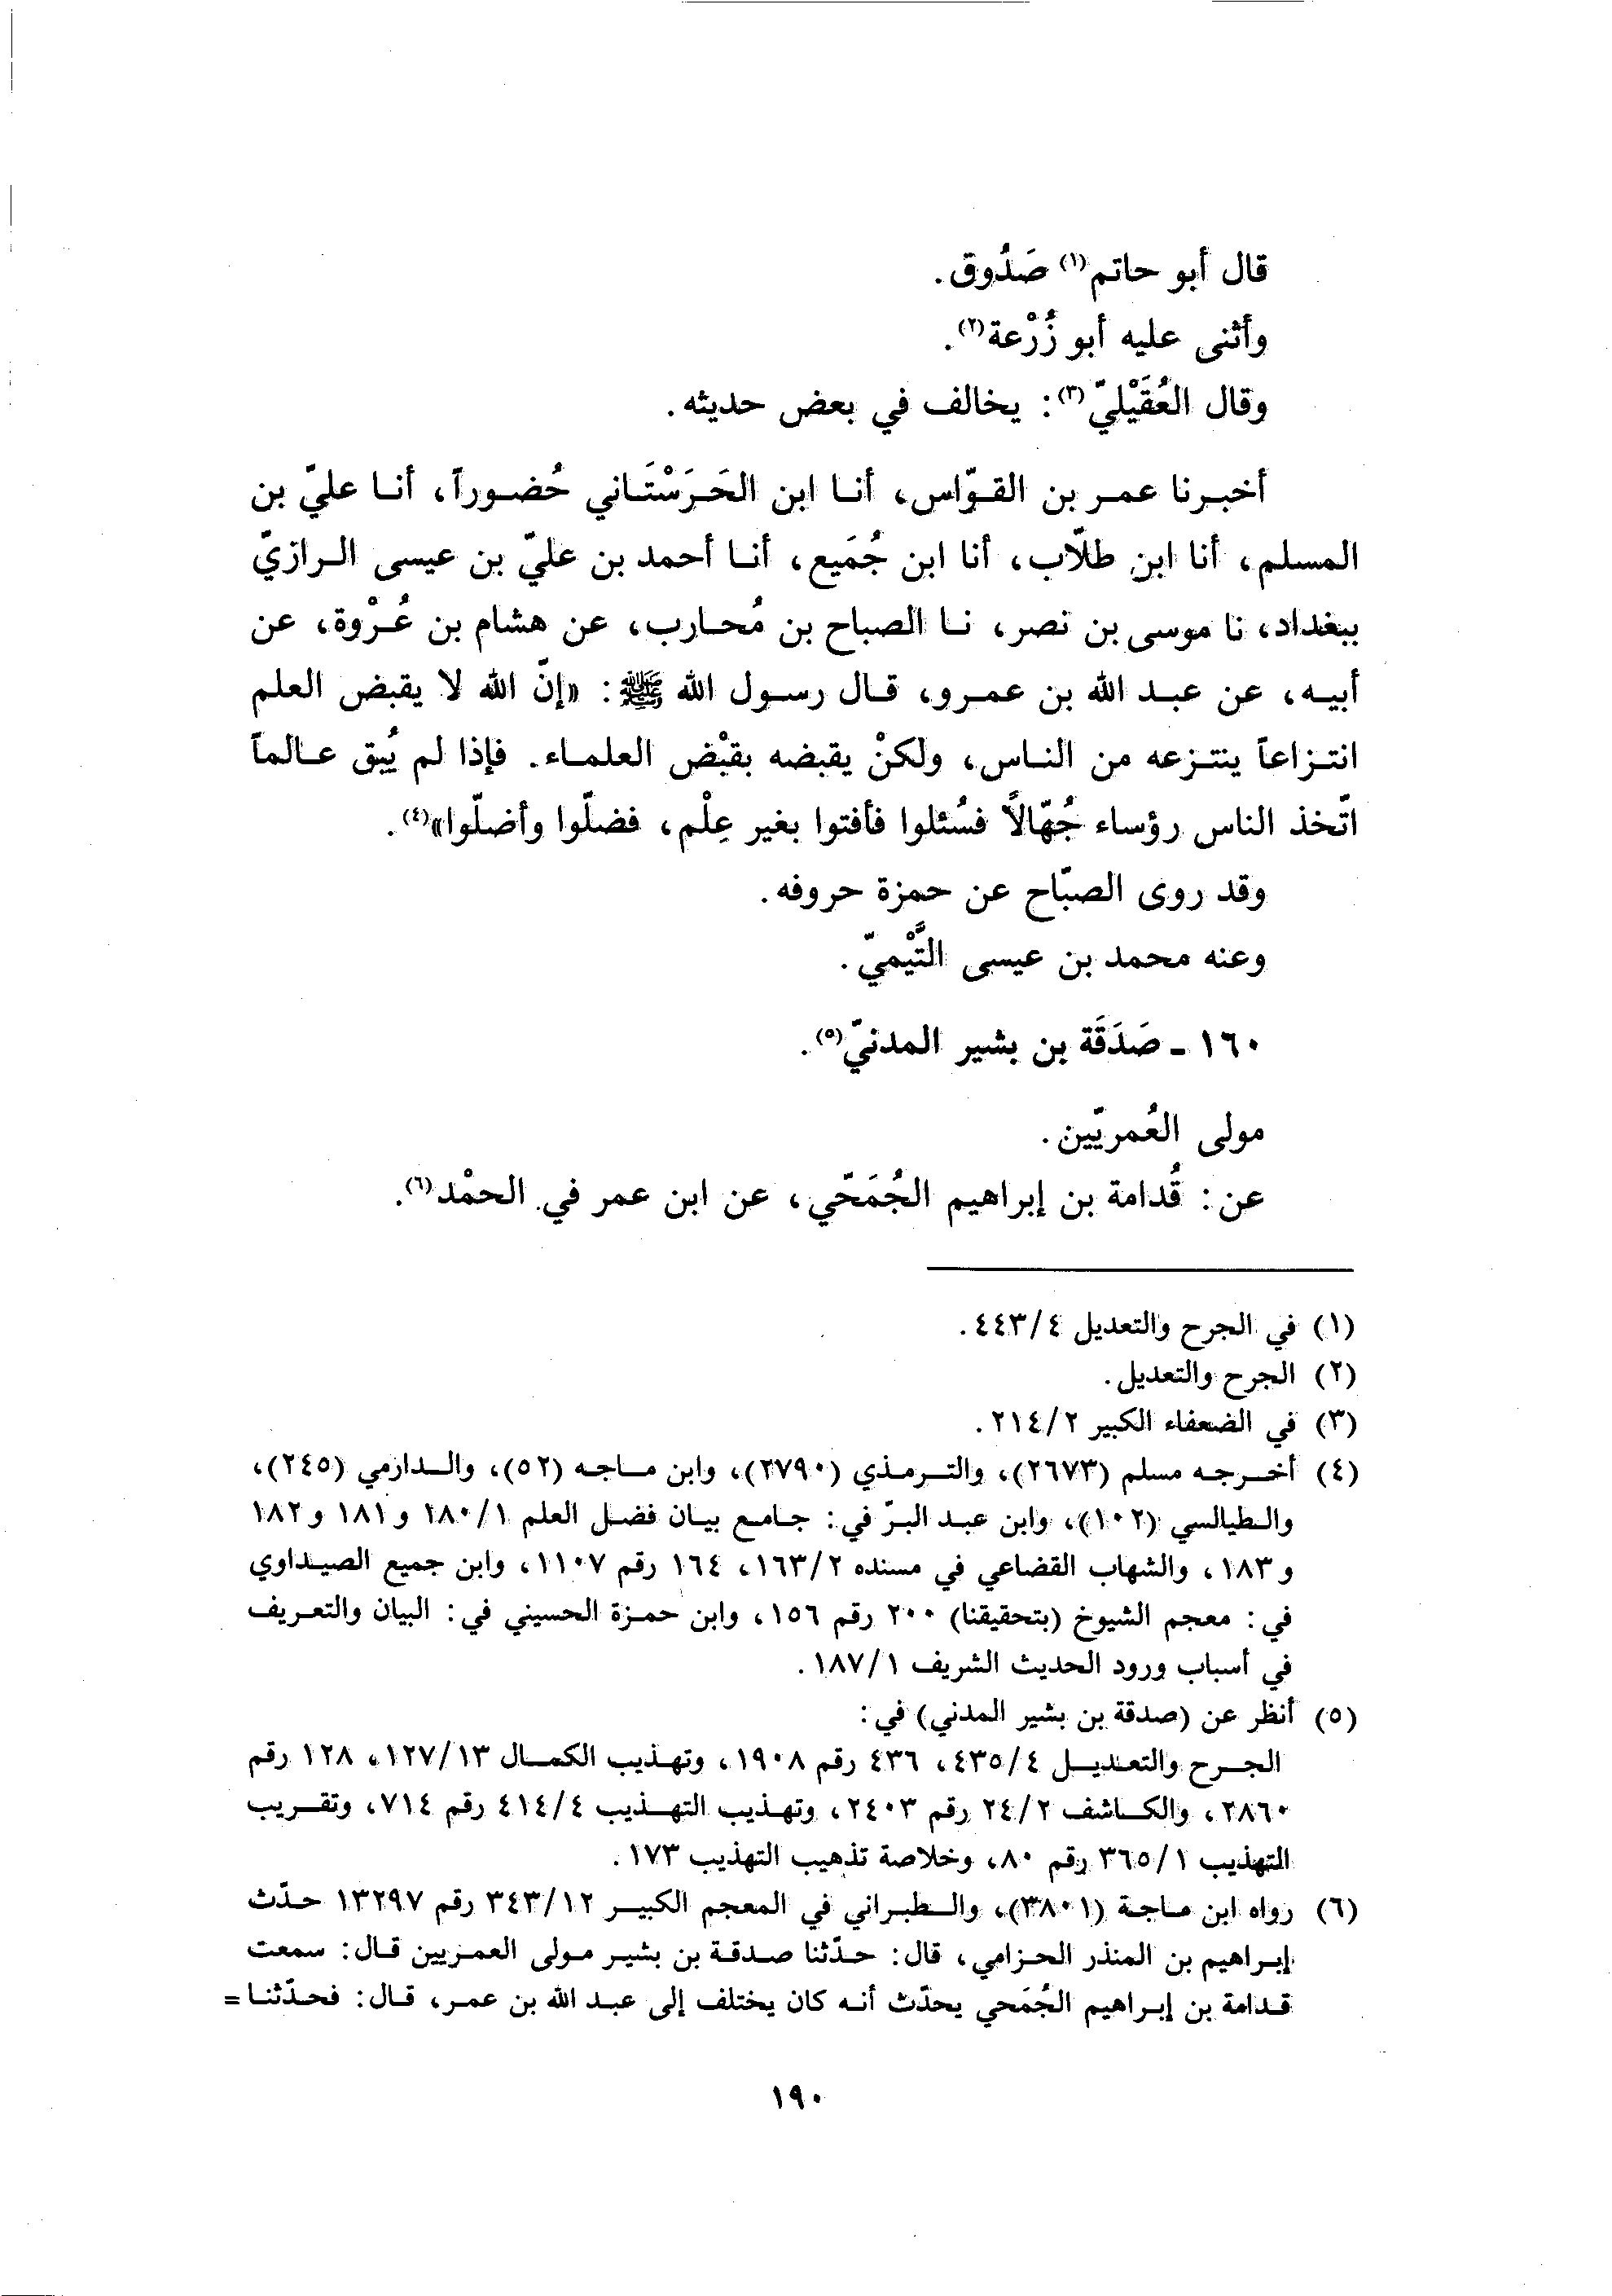 قال أبو حاتم(١) صَدُوق.
وأثنى عليه أبو زُرْعة(٢).
وقال العُقَيْليّ(٣): يخالف في بعض حديثه.
أخبرنا عمر بن القوّاس، أنا ابن الحَرَسْتَاني حُضوراً، أنا عليّ بن
المسلم، أنا ابن طلّاب، أنا ابن جُمَيع، أنا أحمد بن عليّ بن عيسى الرازيّ
ببغداد، نا موسى بن نصر، نا الصباح بن مُحارب، عن هشام بن عُرْوة، عن
أبيه، عن عبد الله بن عمرو، قال رسول الله ﷺ: «إنّ الله لا يقبض العلم
انتزاعاً ينتزعه من الناس، ولكنْ يقبضه بقبْض العلماء. فإذا لم يُبق عالماً
اتّخذ الناس رؤساء جُهّالاً فسُئلوا فأفتوا بغير عِلْم، فضلّوا وأضلّوا»(٤).
وقد روى الصبّاح عن حمزة حروفه.
وعنه محمد بن عيسى التَّيْميّ.
١٦٠ - صَدَقَة بن بشير المدنيّ(٥).
مولى العُمريّين.
عن: قُدامة بن إبراهيم الجُمَحّي، عن ابن عمر في الحمْد(٦).
(١) في الجرح والتعديل ٤/٤٤٣.
(٢) الجرح والتعديل.
(٣) في الضعفاء الكبير ٢/٢١٤.
(٤) أخرجه مسلم (٢٦٧٣)، والترمذي (٢٧٩٠)، وابن ماجه (٥٢)، والدارمي (٢٤٥)،
والطيالسي (١٠٢)، وابن عبد البرّ في: جامع بيان فضل العلم ١/١٨٠ و ١٨١ و ١٨٢
و ١٨٣، والشهاب القضاعي في مسنده ٢/١٦٣، ١٦٤ رقم ١١٠٧، وابن جميع الصيداوي
في: معجم الشيوخ (بتحقيقنا) ٢٠٠ رقم ١٥٦، وابن حمزة الحسيني في: البيان والتعريف
في أسباب ورود الحديث الشريف ١/١٨٧.
(٥) أنظر عن (صدقة بن بشير المدني) في:
الجرح والتعديل ٤/٤٣٥، ٤٣٦ رقم ١٩٠٨، وتهذيب الكمال ١٣/١٢٧، ١٢٨ رقم
٢٨٦٠، والكاشف ٢/٢٤ رقم ٢٤٠٣، وتهذيب التهذيب ٤/٤١٤ رقم ٧١٤، وتقريب
التهذيب ١/٣٦٥ رقم ٨٠، وخلاصة تذهيب التهذيب ١٧٣.
(٦) رواه ابن ماجة (٣٨٠١)، والطبراني في المعجم الكبير ١٢/٣٤٣ رقم ١٣٢٩٧ حدّث
إبراهيم بن المنذر الحزامي، قال: حدّثنا صدقة بن بشير مولى العمريين قال: سمعت
قدامة بن إبراهيم الجُمَحي يحدّث أنه كان يختلف إلى عبد الله بن عمر، قال: فحدّثنا =
١٩٠